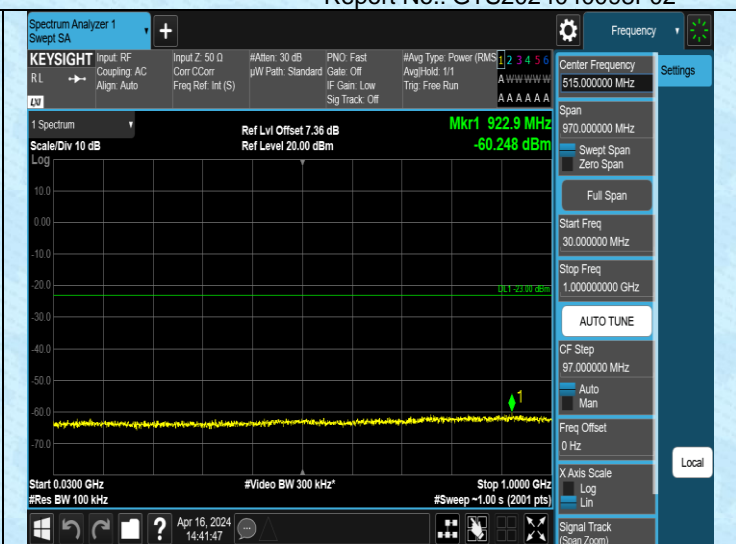 Spectrum Analyzer 1
Swept SA
+
Frequency
KEYSIGHT
RL
LXI
Input: RF
Coupling: AC
Align: Auto
Input Z: 50 Ω
Corr CCorr
Freq Ref: Int (S)
#Atten: 30 dB
µW Path: Standard
PNO: Fast
Gate: Off
IF Gain: Low
Sig Track: Off
#Avg Type: Power (RMS
Avg|Hold: 1/1
Trig: Free Run
1 2 3 4 5 6
A W W W W W
A A A A A A
1 Spectrum
Scale/Div 10 dB
Log
Ref Lvl Offset 7.36 dB
Ref Level 20.00 dBm
Mkr1 922.9 MHz
-60.248 dBm
10.0
0.00
-10.0
-20.0
DL1 -23.00 dBm
-30.0
-40.0
-50.0
1
-60.0
-70.0
Start 0.0300 GHz
#Res BW 100 kHz
#Video BW 300 kHz*
Stop 1.0000 GHz
#Sweep ~1.00 s (2001 pts)
?
Apr 16, 2024
14:41:47
Center Frequency
515.000000 MHz
Settings
Span
970.000000 MHz
Swept Span
Zero Span
Full Span
Start Freq
30.000000 MHz
Stop Freq
1.000000000 GHz
AUTO TUNE
CF Step
97.000000 MHz
Auto
Man
Freq Offset
0 Hz
X Axis Scale
Log
Lin
Local
Signal Track
(Span Zoom)